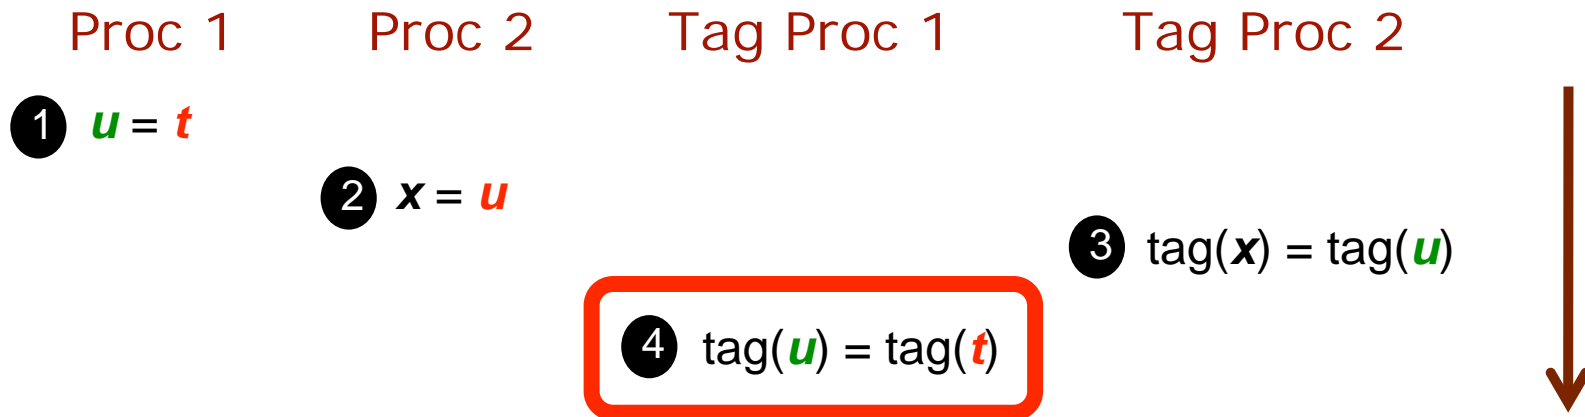 Proc 1 Proc 2 Tag Proc 1 Tag Proc 2
1 u = t
2 x = u
3 tag(x) = tag(u)
4 tag(u) = tag(t)